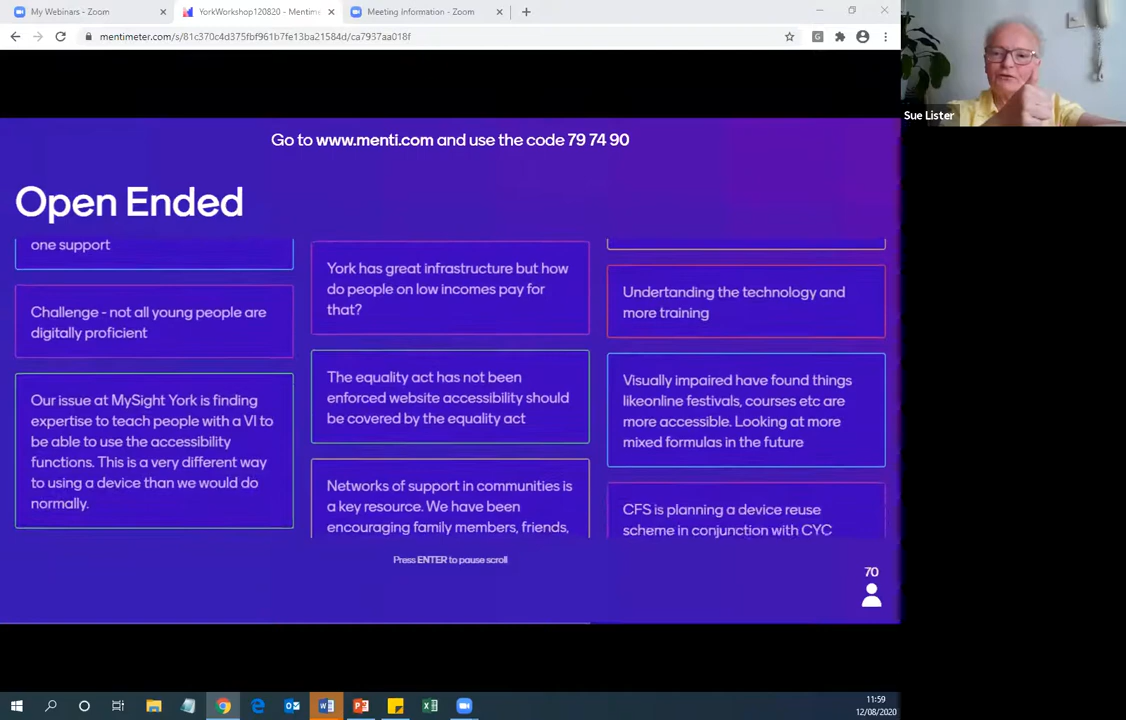 My Webinars - Zoom
YorkWorkshop120820 - Mentime
Meeting Information - Zoom
mentimeter.com/s/81c370c4d375fbf961b7fe13ba21584d/ca7937aa018f
Sue Lister
Go to www.menti.com and use the code 79 74 90
Open Ended
one support
Challenge - not all young people are
digitally proficient
Our issue at MySight York is finding
expertise to teach people with a VI to
be able to use the accessibility
functions. This is a very different way
to using a device than we would do
normally.
York has great infrastructure but how
do people on low incomes pay for
that?
The equality act has not been
enforced website accessibility should
be covered by the equality act
Networks of support in communities is
a key resource. We have been
encouraging family members, friends,
Undertanding the technology and
more training
Visually impaired have found things
likeonline festivals, courses etc are
more accessible. Looking at more
mixed formulas in the future
CFS is planning a device reuse
scheme in conjunction with CYC
Press ENTER to pause scroll
70
11:59
12/08/2020